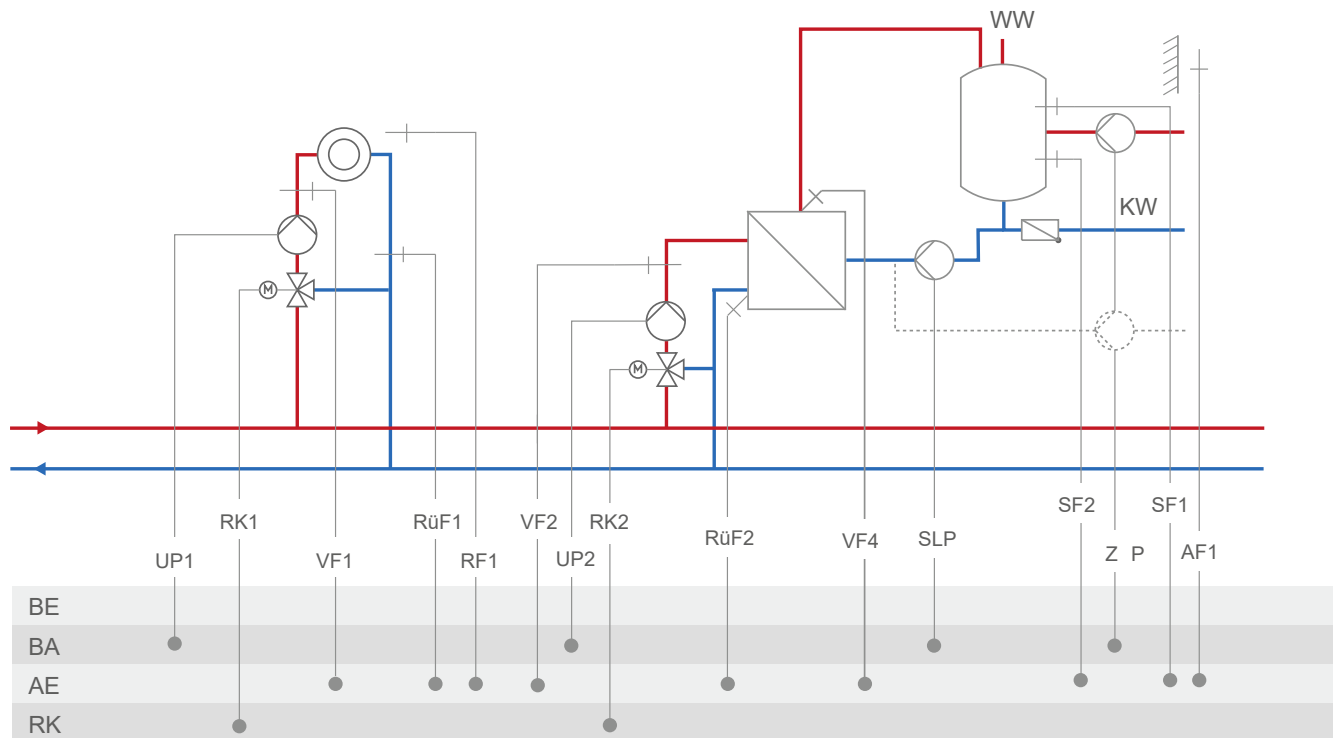 WW
KW
M
M
RK1
RüF1
VF2
RK2
SF2
SF1
UP1
VF1
RF1
UP2
RüF2
VF4
SLP
Z P
AF1
BE
BA
AE
RK